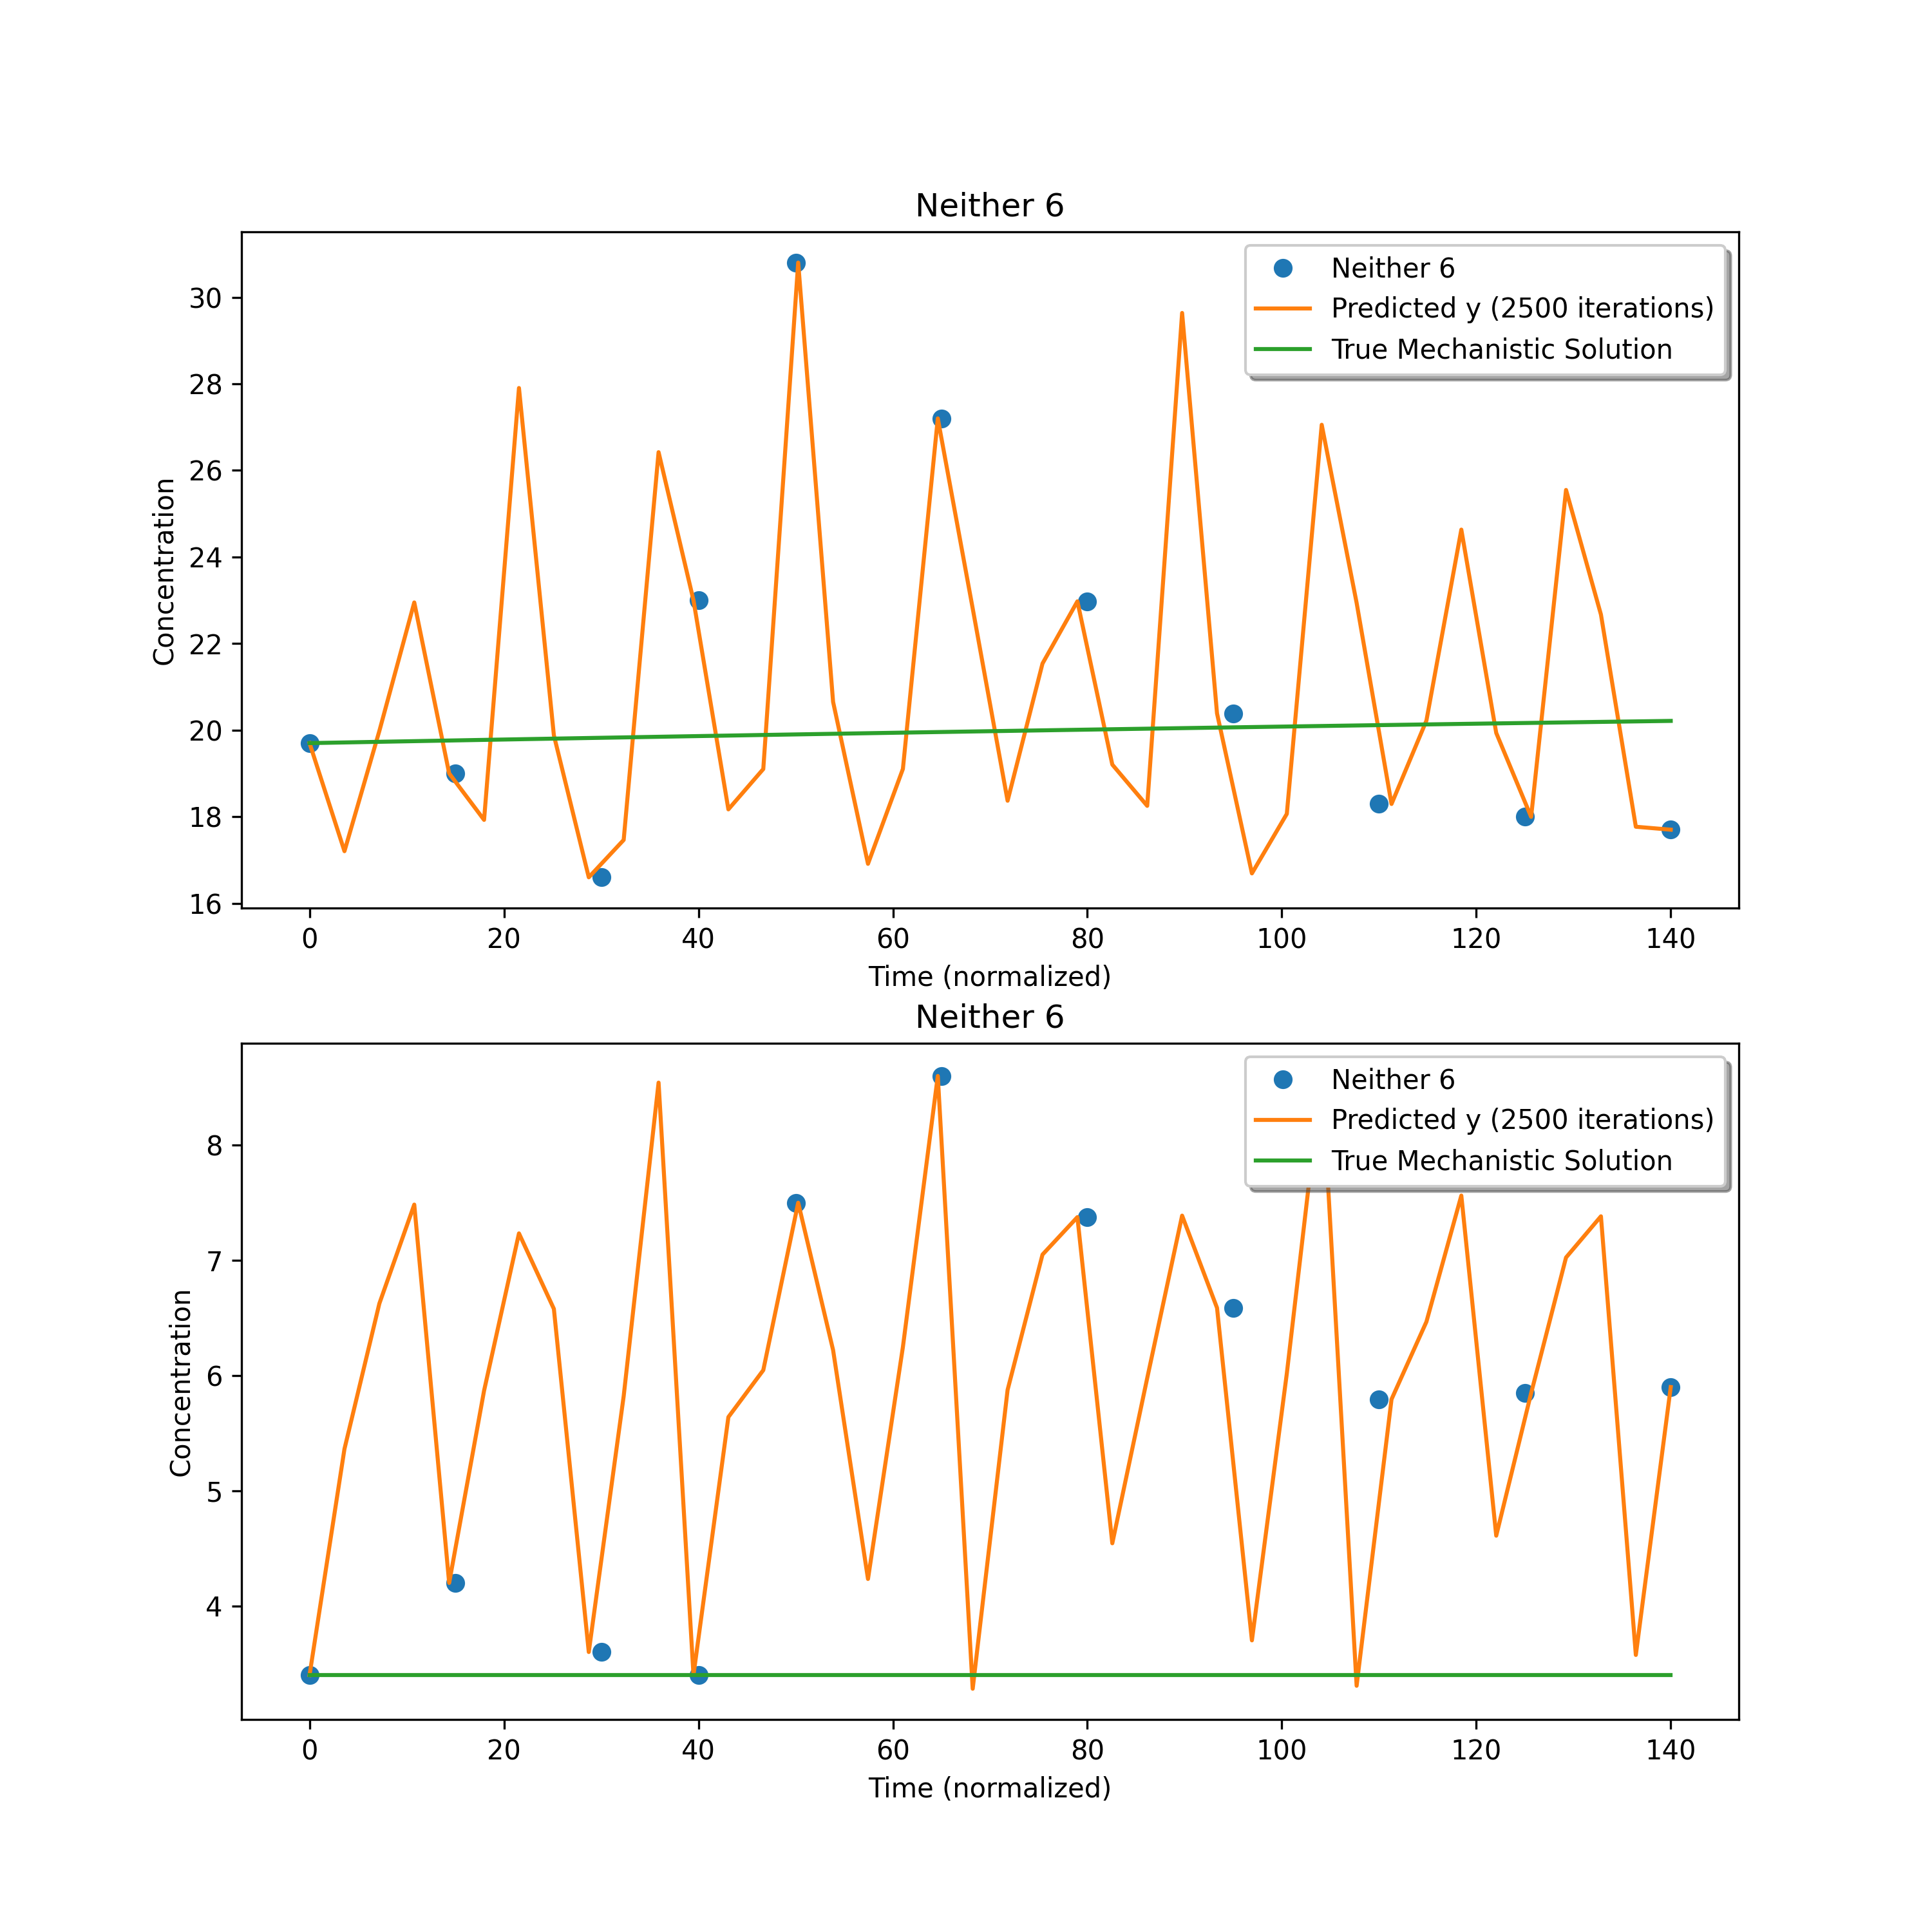 Neither 6
Neither 6
Predicted y (2500 iterations)
True Mechanistic Solution
30
28
26
24
22
20
18
16
Concentration
0 20 40 60 80 100 120 140
Time (normalized)
Neither 6
Neither 6
Predicted y (2500 iterations)
True Mechanistic Solution
8
7
6
5
4
Concentration
0 20 40 60 80 100 120 140
Time (normalized)